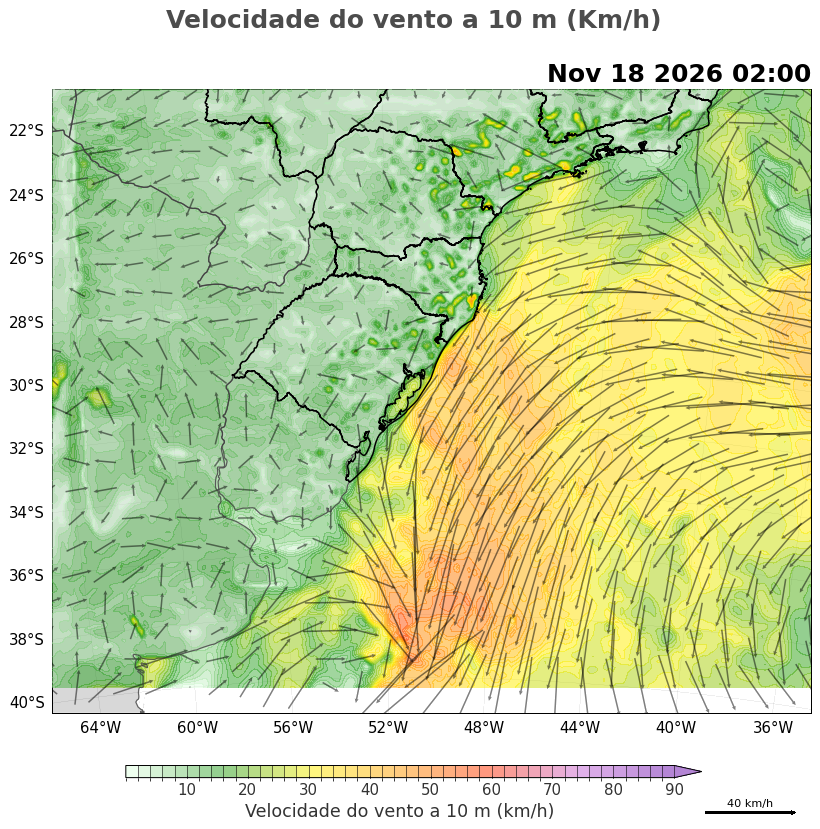 Velocidade do vento a 10 m (Km/h)
Nov 18 2026 02:00
22°S
24°S
26°S
28°S
30°S
32°S
34°S
36°S
38°S
40°S
64°W 60°W 56°W 52°W 48°W 44°W 40°W 36°W
10 20 30 40 50 60 70 80 90
Velocidade do vento a 10 m (km/h)
40 km/h